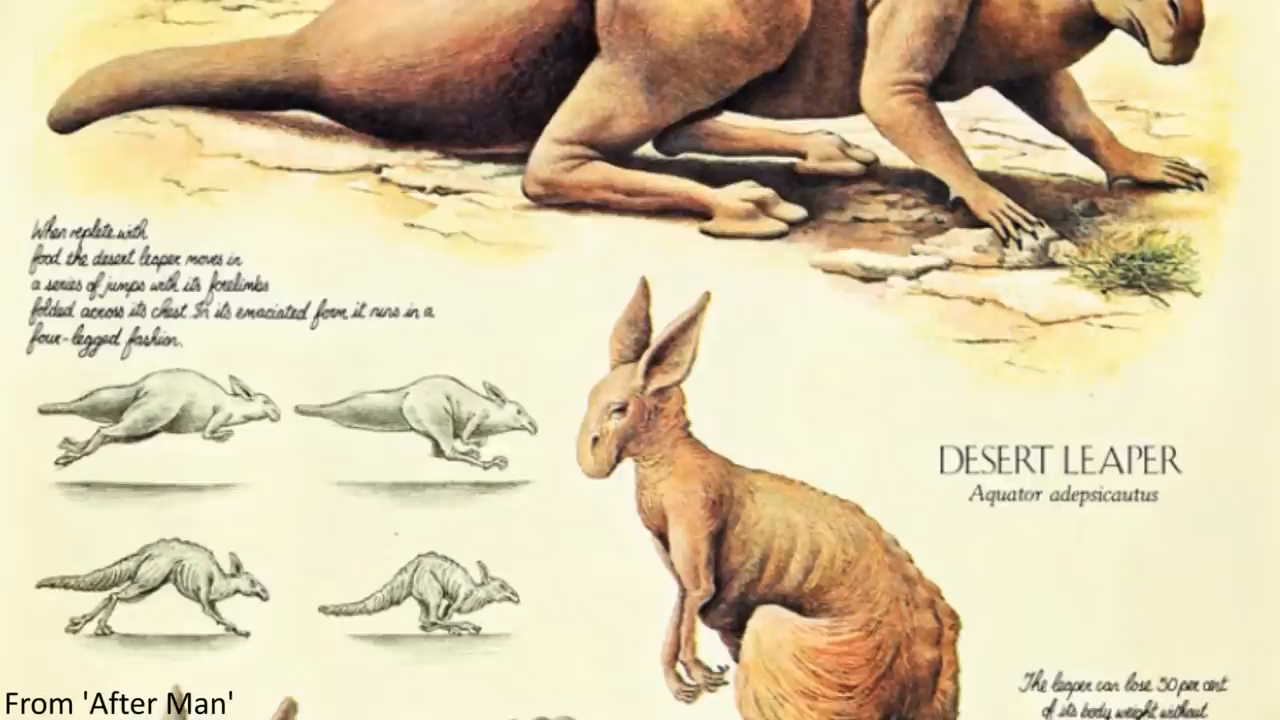 When replete with
food the desert leaper moves in
a series of jumps with its forelimbs
folded across its chest. In its emaciated form it runs in a
four-legged fashion.
DESERT LEAPER
Aquator adepsicautus
The leaper can lose 50 per cent
of its body weight without
From 'After Man'